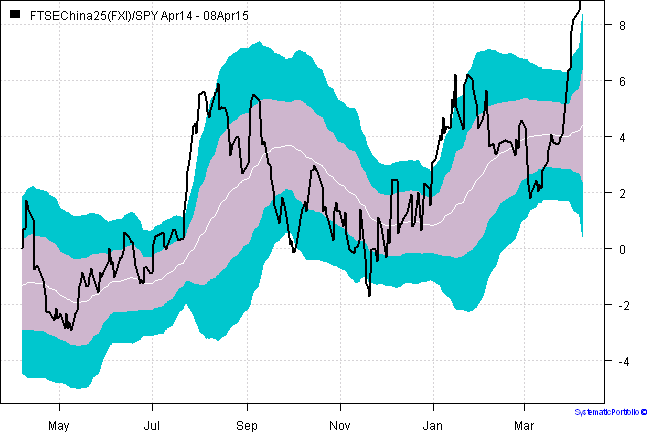 FTSEChina25(FXI)/SPY Apr14 - 08Apr15
8
6
4
2
0
-2
-4
May Jul Sep Nov Jan Mar
SystematicPortfolio ©